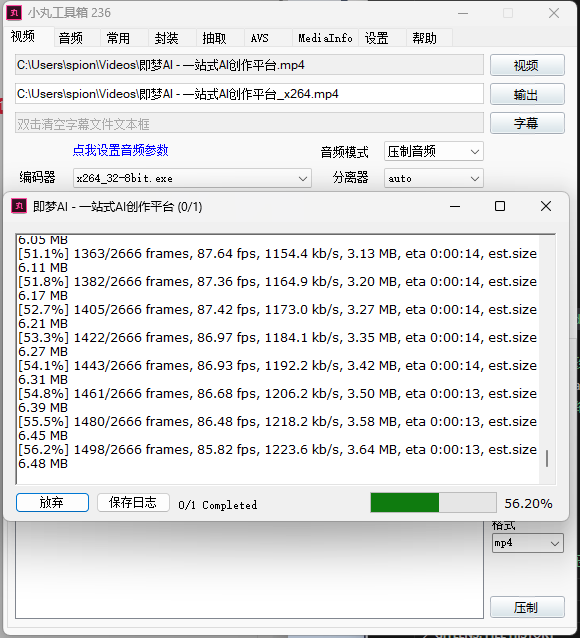 小丸工具箱 236
视频 音频 常用 封装 抽取 AVS MediaInfo 设置 帮助
C:\Users\spion\Videos\即梦AI - 一站式AI创作平台.mp4 视频
C:\Users\spion\Videos\即梦AI - 一站式AI创作平台_x264.mp4 输出
双击清空字幕文件文本框 字幕
点我设置音频参数 音频模式 压制音频
编码器 x264_32-8bit.exe 分离器 auto
丸 即梦AI - 一站式AI创作平台 (0/1)
6.05 MB
[51.1%] 1363/2666 frames, 87.64 fps, 1154.4 kb/s, 3.13 MB, eta 0:00:14, est.size
6.11 MB
[51.8%] 1382/2666 frames, 87.36 fps, 1164.9 kb/s, 3.20 MB, eta 0:00:14, est.size
6.17 MB
[52.7%] 1405/2666 frames, 87.42 fps, 1173.0 kb/s, 3.27 MB, eta 0:00:14, est.size
6.21 MB
[53.3%] 1422/2666 frames, 86.97 fps, 1184.1 kb/s, 3.35 MB, eta 0:00:14, est.size
6.27 MB
[54.1%] 1443/2666 frames, 86.93 fps, 1192.2 kb/s, 3.42 MB, eta 0:00:14, est.size
6.31 MB
[54.8%] 1461/2666 frames, 86.68 fps, 1206.2 kb/s, 3.50 MB, eta 0:00:13, est.size
6.39 MB
[55.5%] 1480/2666 frames, 86.48 fps, 1218.2 kb/s, 3.58 MB, eta 0:00:13, est.size
6.45 MB
[56.2%] 1498/2666 frames, 85.82 fps, 1223.6 kb/s, 3.64 MB, eta 0:00:13, est.size
6.48 MB
放弃 保存日志 0/1 Completed 56.20%
格式
mp4
压制